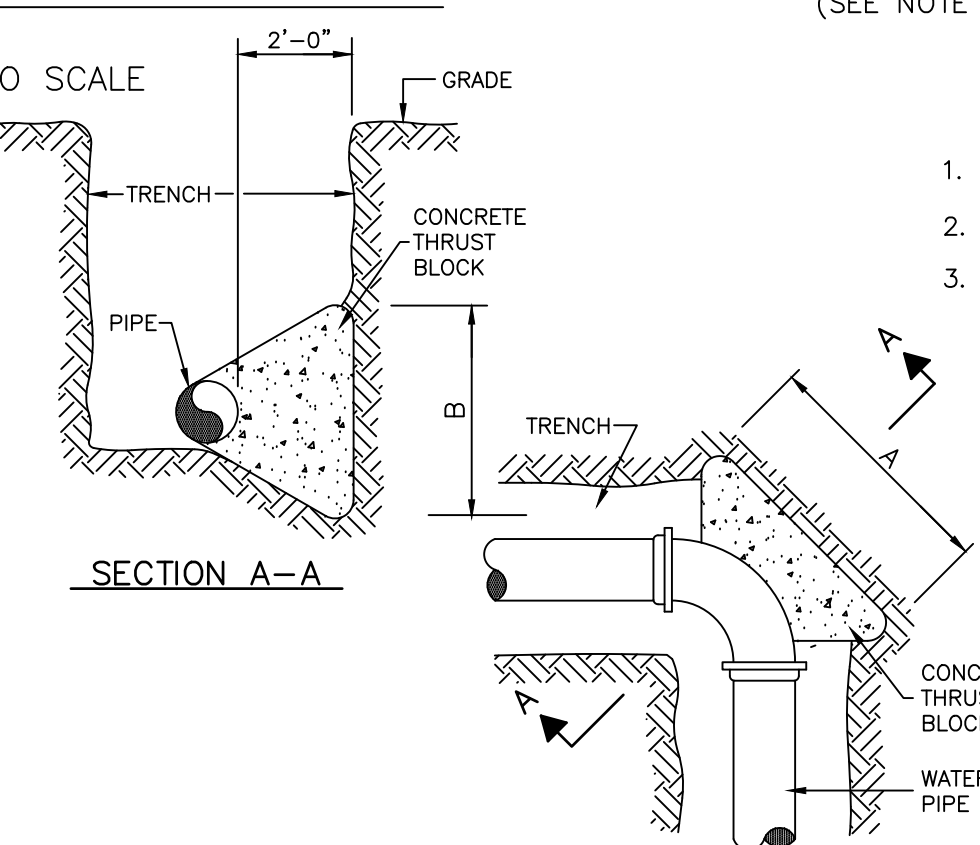 (SEE NOTE
2'-0"
O SCALE
GRADE
1.
TRENCH
CONCRETE
THRUST
BLOCK
2.
3.
PIPE
A
B
A
TRENCH
SECTION A-A
A
CONC
THRUS
BLOC
WATER
PIPE